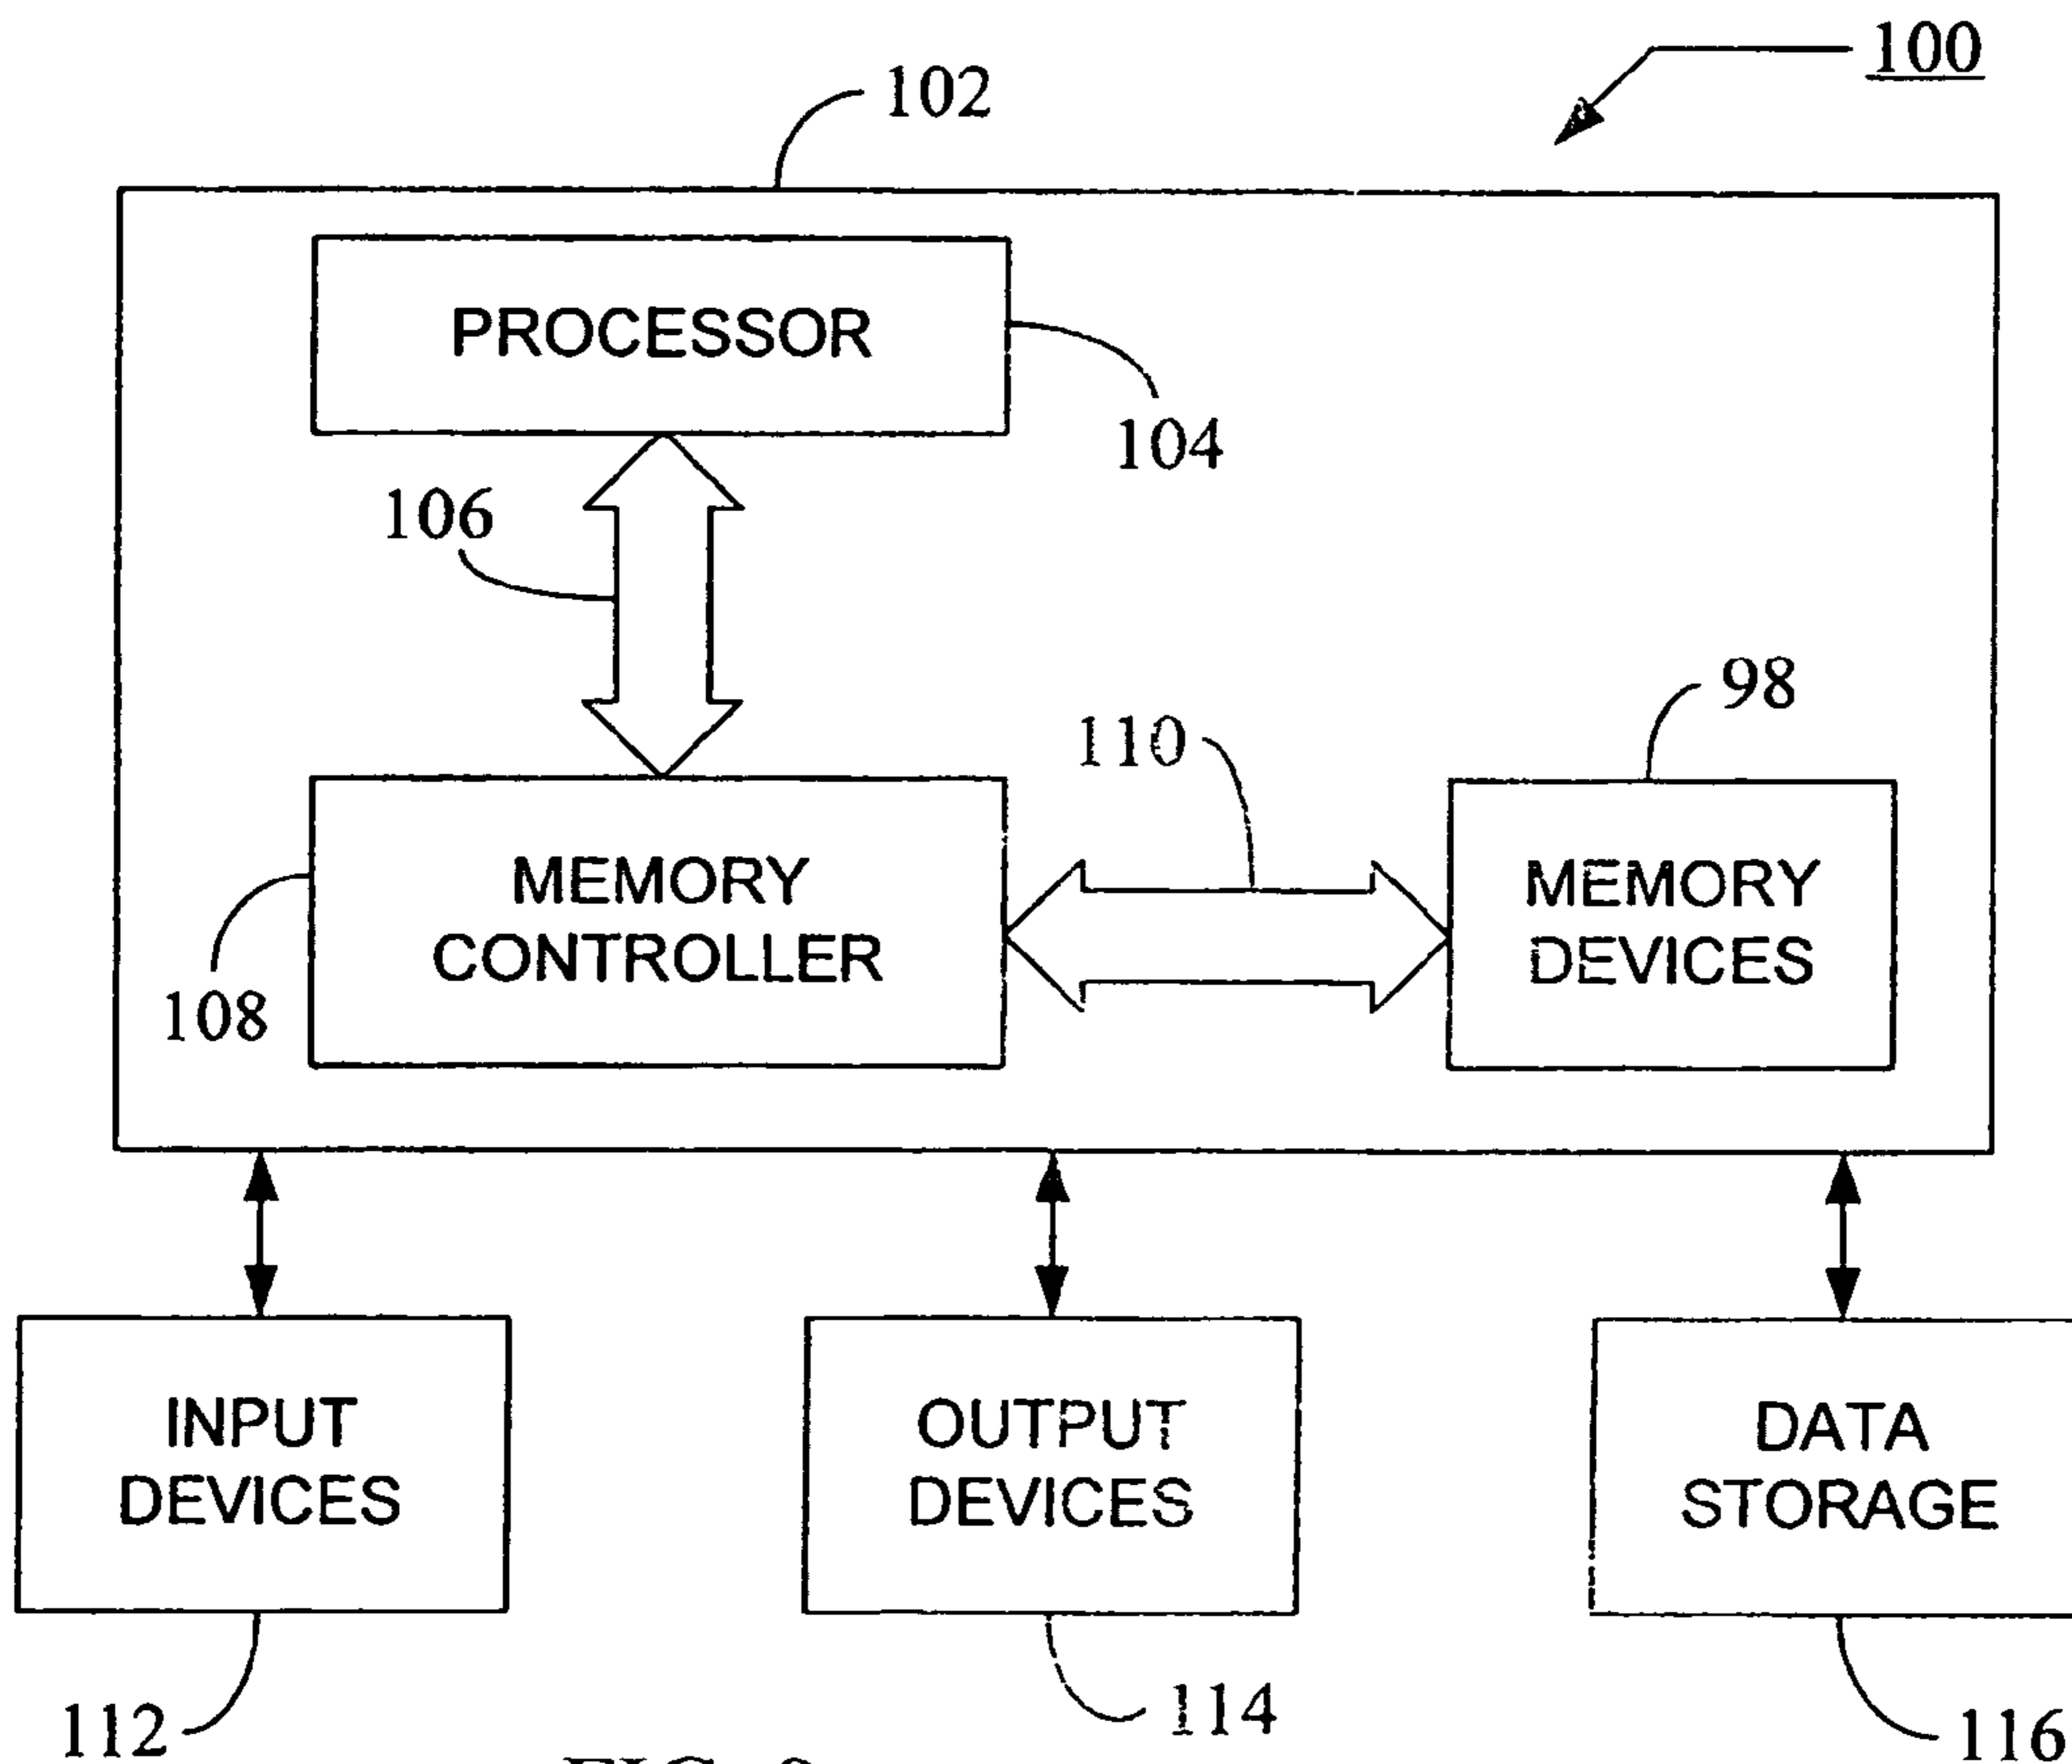 100
102
PROCESSOR
104
106
98
110
MEMORY
CONTROLLER
MEMORY
DEVICES
108
INPUT
DEVICES
OUTPUT
DEVICES
DATA
STORAGE
112
114
116
FIG.